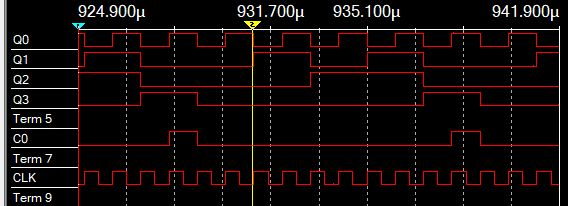 924.900µ 931.700µ 935.100µ 941.900µ
Q0
Q1
Q2
Q3
Term 5
C0
Term 7
CLK
Term 9